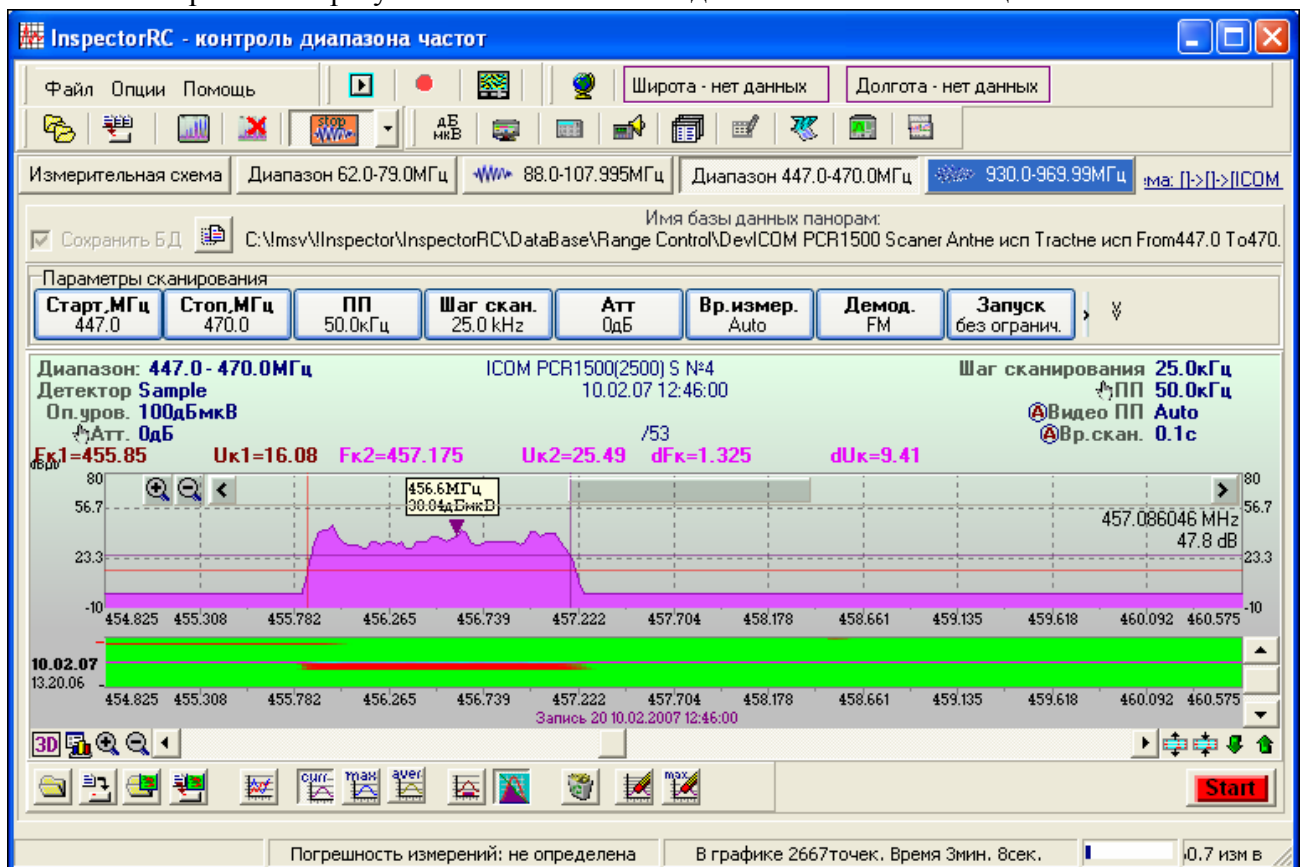 InspectorRC - контроль диапазона частот
Файл Опции Помощь
Широта - нет данных
Долгота - нет данных
stop
дБ
мкВ
Измерительная схема
Диапазон 62.0-79.0МГц
88.0-107.995МГц
Диапазон 447.0-470.0МГц
930.0-969.99МГц
ма: []->[]->[ICOM
Имя базы данных панорам:
Сохранить БД
C:\Imsv\IInspector\InspectorRC\DataBase\Range Control\DevICOM PCR1500 Scaner Antне исп Tractне исп From447.0 To470.
Параметры сканирования
Старт,МГц Стоп,МГц ПП Шаг скан. Атт Вр.измер. Демод. Запуск
447.0 470.0 50.0кГц 25.0 kHz 0дБ Auto FM без огранич.
Диапазон: 447.0 - 470.0МГц ICOM PCR1500(2500) S №4 Шаг сканирования 25.0кГц
Детектор Sample 10.02.07 12:46:00 ПП 50.0кГц
Оп.уров. 100дБмкВ AВидео ПП Auto
Атт. 0дБ /53 AВр.скан. 0.1с
Fк1=455.85 Uк1=16.08 Fк2=457.175 Uк2=25.49 dFк=1.325 dUк=9.41
dBµV
80 80
456.6МГц
38.04дБмкВ
56.7 56.7
457.086046 MHz
47.8 dB
23.3 23.3
-10 -10
454.825 455.308 455.782 456.265 456.739 457.222 457.704 458.178 458.661 459.135 459.618 460.092 460.575
10.02.07
13.20.06
454.825 455.308 455.782 456.265 456.739 457.222 457.704 458.178 458.661 459.135 459.618 460.092 460.575
Запись 20 10.02.2007 12:46:00
3D
curr- max aver max
Start
Погрешность измерений: не определена
В графике 2667точек. Время 3мин. 8сек.
0.7 изм в